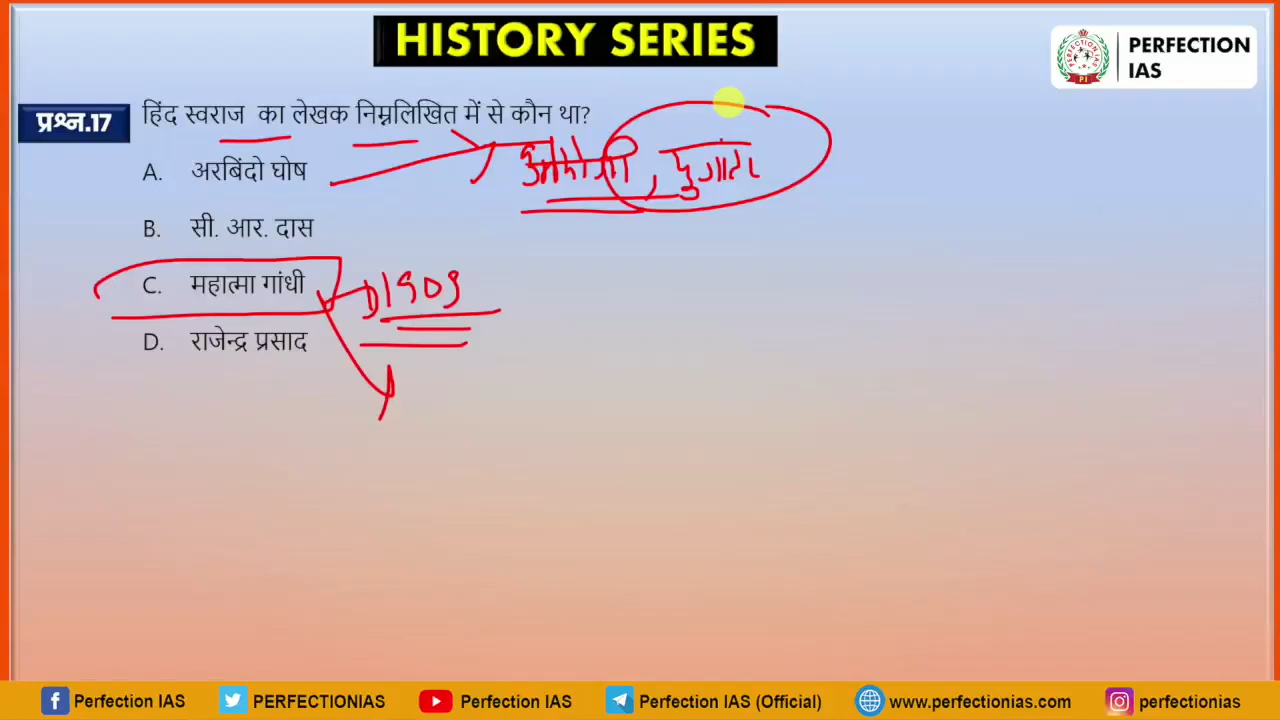 HISTORY SERIES
PERFECTION
IAS
प्रश्न.17
हिंद स्वराज का लेखक निम्नलिखित में से कौन था?
A. अरबिंदो घोष
B. सी. आर. दास
C. महात्मा गांधी
1909
D. राजेन्द्र प्रसाद
Perfection IAS
PERFECTIONIAS
Perfection IAS
Perfection IAS (Official)
www.perfectionias.com
perfectionias